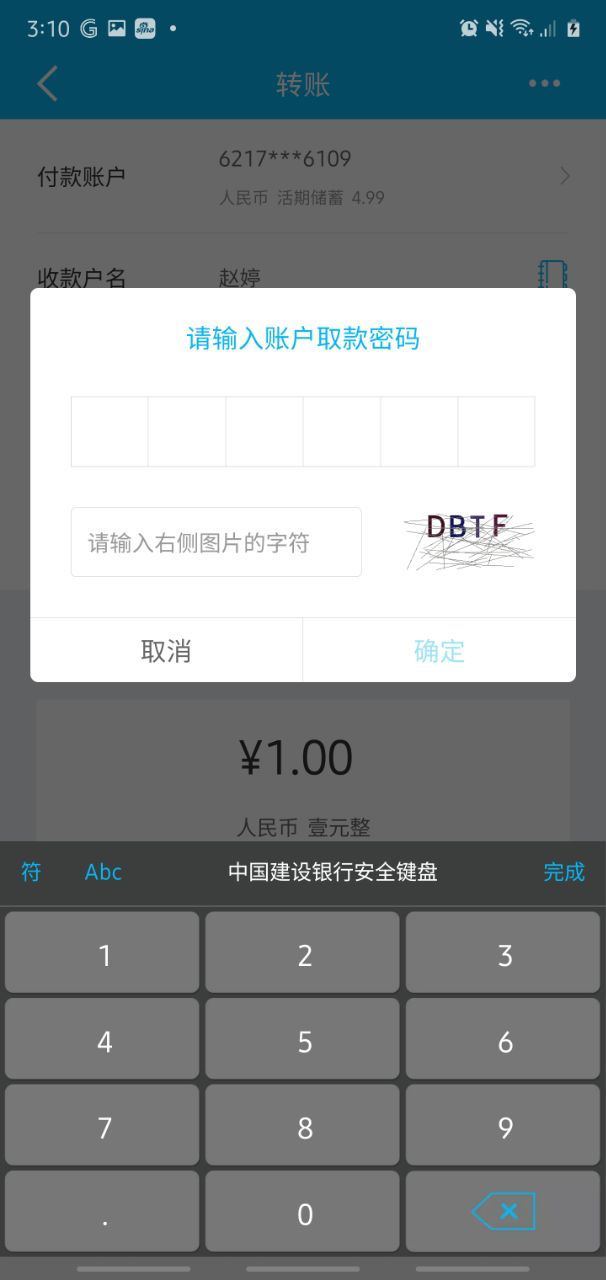 3:10
转账
付款账户
6217***6109
人民币 活期储蓄 4.99
收款户名
赵婷
请输入账户取款密码
请输入右侧图片的字符
DBTF
取消
确定
¥1.00
人民币 壹元整
符
Abc
中国建设银行安全键盘
完成
1
2
3
4
5
6
7
8
9
.
0